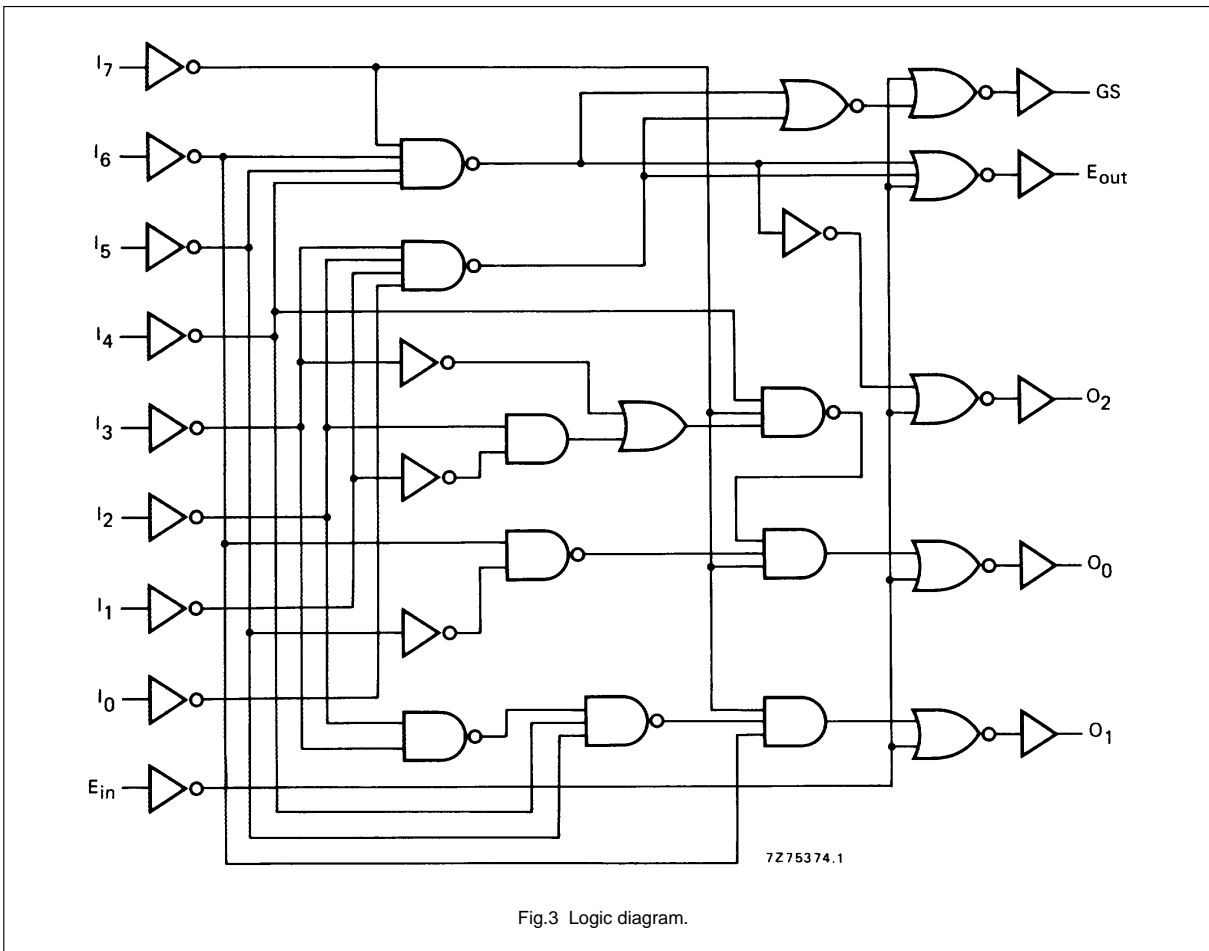 I7
GS
I6
Eout
I5
I4
I3
O2
I2
I1
O0
I0
O1
Ein
7Z75374.1
Fig.3 Logic diagram.